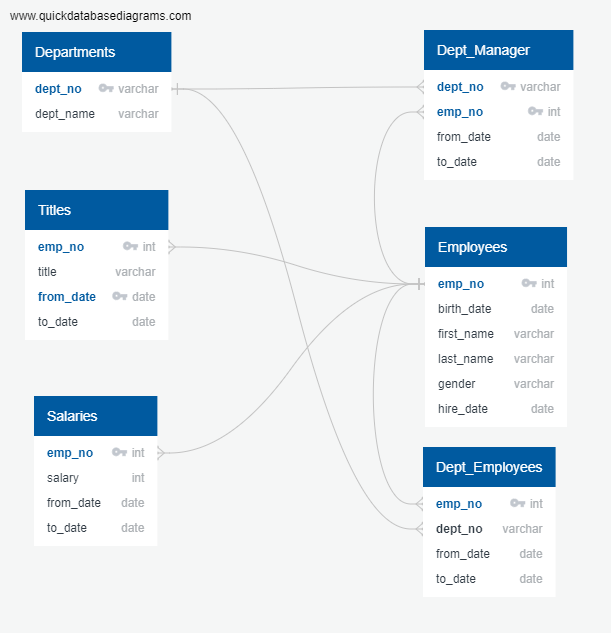 www.quickdatabasediagrams.com
Departments
dept_no varchar
dept_name varchar
Titles
emp_no int
title varchar
from_date date
to_date date
Salaries
emp_no int
salary int
from_date date
to_date date
Dept_Manager
dept_no varchar
emp_no int
from_date date
to_date date
Employees
emp_no int
birth_date date
first_name varchar
last_name varchar
gender varchar
hire_date date
Dept_Employees
emp_no int
dept_no varchar
from_date date
to_date date